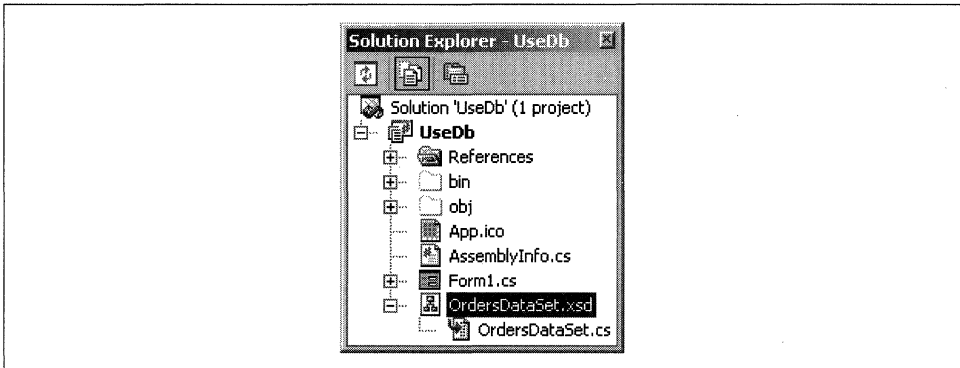 Solution Explorer - UseDb
Solution 'UseDb' (1 project)
UseDb
References
bin
obj
App.ico
AssemblyInfo.cs
Form1.cs
OrdersDataSet.xsd
OrdersDataSet.cs